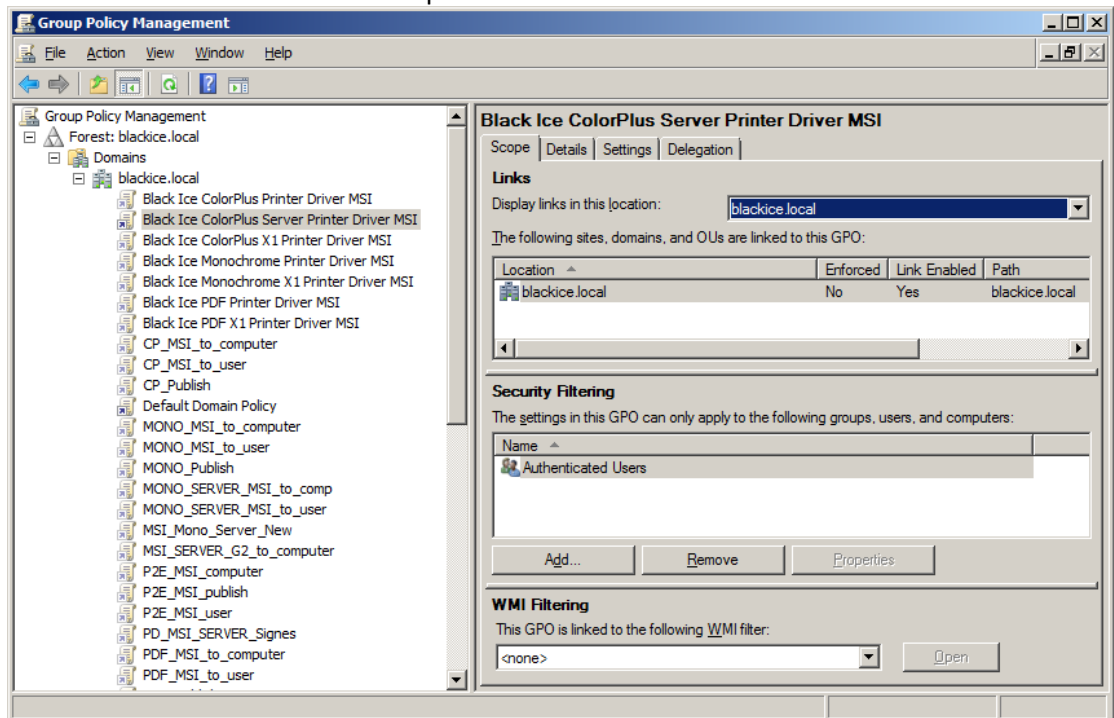 Group Policy Management
File Action View Window Help
Group Policy Management
Forest: blackice.local
Domains
blackice.local
Black Ice ColorPlus Printer Driver MSI
Black Ice ColorPlus Server Printer Driver MSI
Black Ice ColorPlus X1 Printer Driver MSI
Black Ice Monochrome Printer Driver MSI
Black Ice Monochrome X1 Printer Driver MSI
Black Ice PDF Printer Driver MSI
Black Ice PDF X1 Printer Driver MSI
CP_MSI_to_computer
CP_MSI_to_user
CP_Publish
Default Domain Policy
MONO_MSI_to_computer
MONO_MSI_to_user
MONO_Publish
MONO_SERVER_MSI_to_comp
MONO_SERVER_MSI_to_user
MSI_Mono_Server_New
MSI_SERVER_G2_to_computer
P2E_MSI_computer
P2E_MSI_publish
P2E_MSI_user
PD_MSI_SERVER_Signes
PDF_MSI_to_computer
PDF_MSI_to_user
Black Ice ColorPlus Server Printer Driver MSI
Scope Details Settings Delegation
Links
Display links in this location: blackice.local
The following sites, domains, and OUs are linked to this GPO:
Location Enforced Link Enabled Path
blackice.local No Yes blackice.local
Security Filtering
The settings in this GPO can only apply to the following groups, users, and computers:
Name
Authenticated Users
Add... Remove Properties
WMI Filtering
This GPO is linked to the following WMI filter:
<none> Open